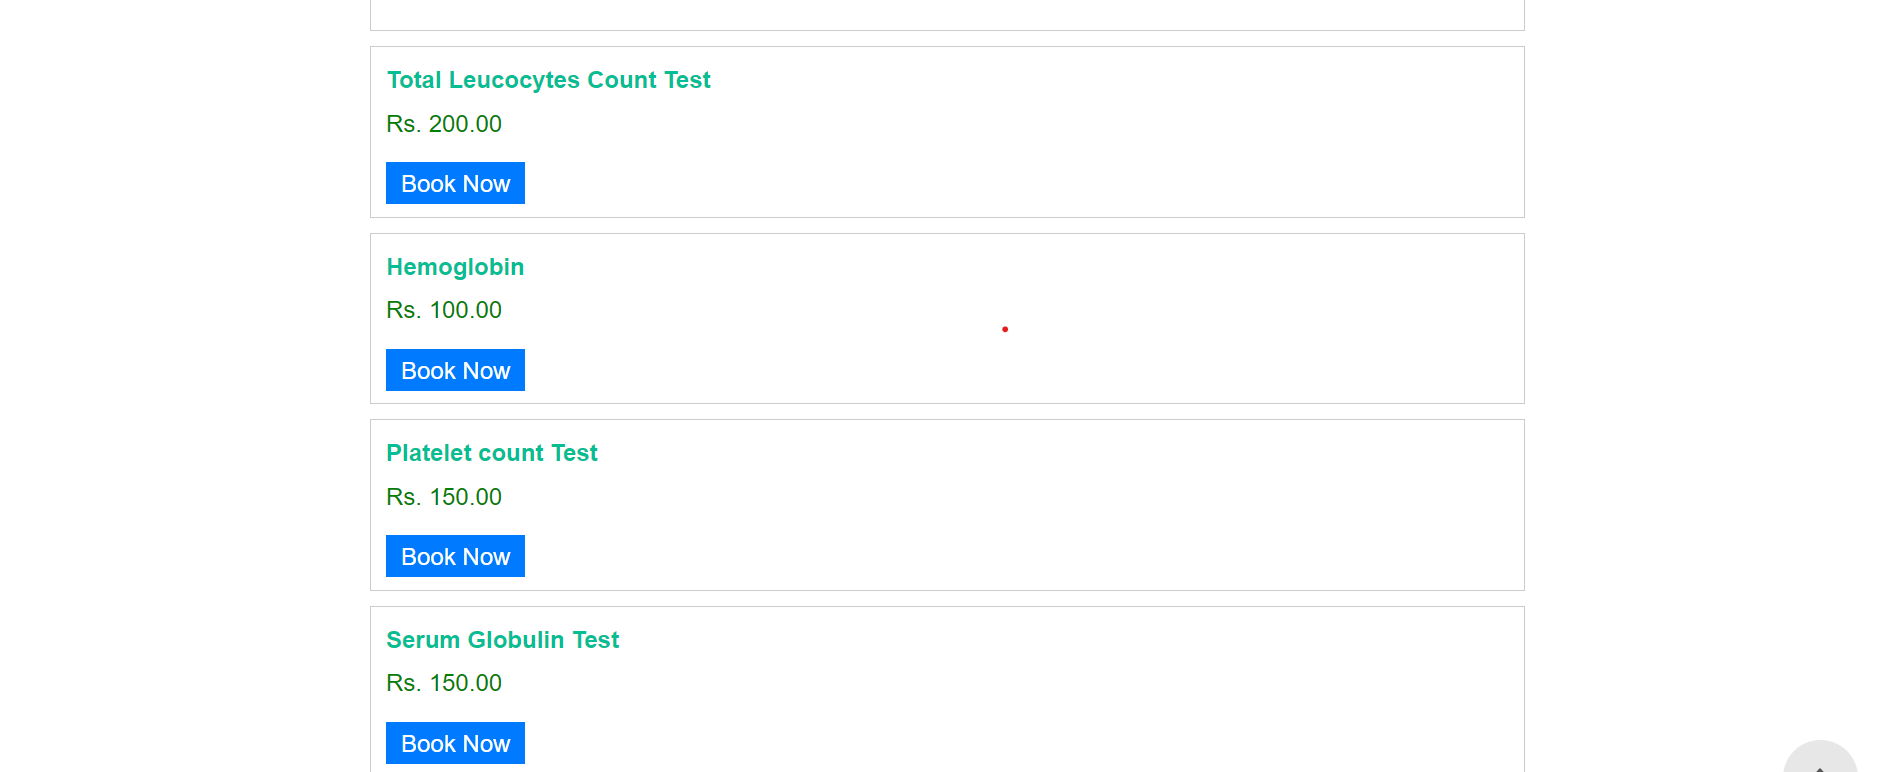 Total Leucocytes Count Test
Rs. 200.00
Book Now
Hemoglobin
Rs. 100.00
Book Now
Platelet count Test
Rs. 150.00
Book Now
Serum Globulin Test
Rs. 150.00
Book Now